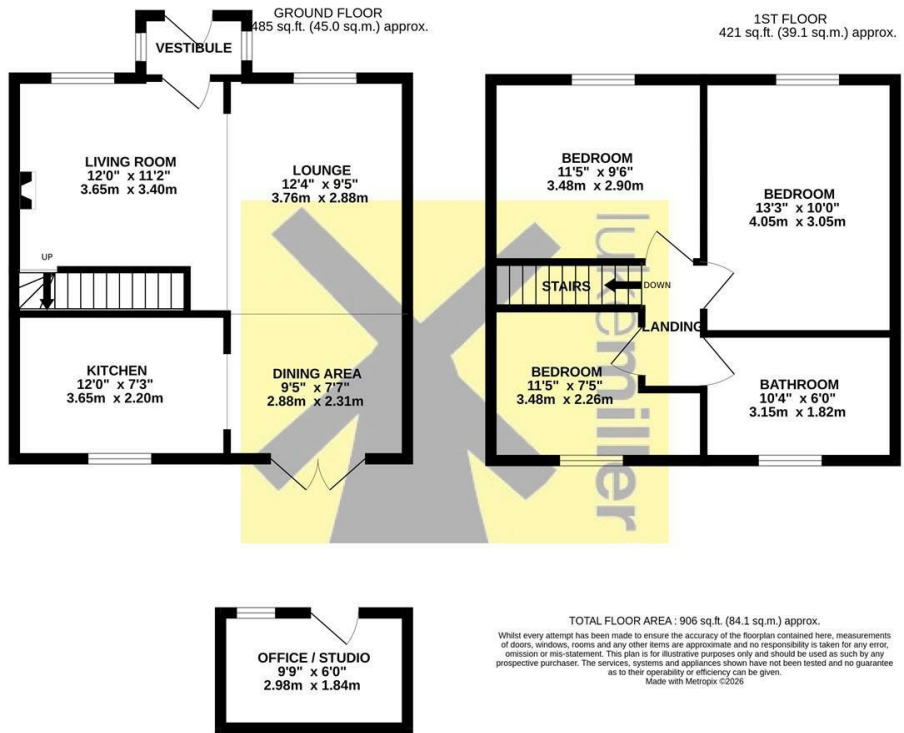 GROUND FLOOR
485 sq.ft. (45.0 sq.m.) approx.
1ST FLOOR
421 sq.ft. (39.1 sq.m.) approx.
VESTIBULE
LIVING ROOM
12'0" x 11'2"
3.65m x 3.40m
LOUNGE
12'4" x 9'5"
3.76m x 2.88m
UP
KITCHEN
12'0" x 7'3"
3.65m x 2.20m
DINING AREA
9'5" x 7'7"
2.88m x 2.31m
BEDROOM
11'5" x 9'6"
3.48m x 2.90m
BEDROOM
13'3" x 10'0"
4.05m x 3.05m
STAIRS
DOWN
LANDING
BEDROOM
11'5" x 7'5"
3.48m x 2.26m
BATHROOM
10'4" x 6'0"
3.15m x 1.82m
lukemiller
OFFICE / STUDIO
9'9" x 6'0"
2.98m x 1.84m
TOTAL FLOOR AREA : 906 sq.ft. (84.1 sq.m.) approx.
Whilst every attempt has been made to ensure the accuracy of the floorplan contained here, measurements
of doors, windows, rooms and any other items are approximate and no responsibility is taken for any error,
omission or mis-statement. This plan is for illustrative purposes only and should be used as such by any
prospective purchaser. The services, systems and appliances shown have not been tested and no guarantee
as to their operability or efficiency can be given.
Made with Metropix ©2026